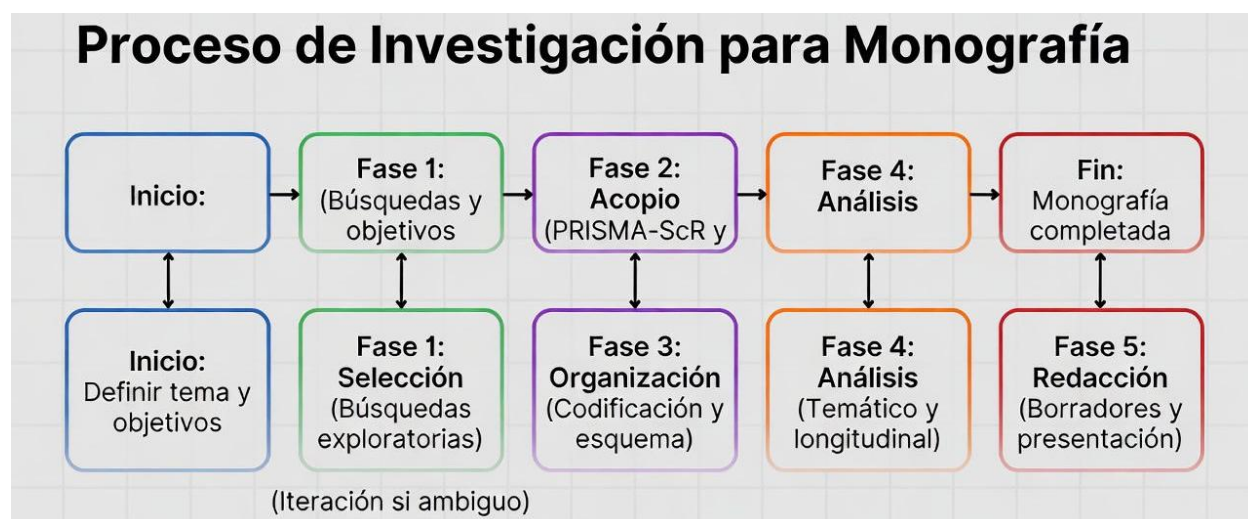 Proceso de Investigación para Monografía
Inicio:
Fase 1:
(Búsquedas y
objetivos
Fase 2:
Acopio
(PRISMA-ScR y
Fase 4:
Análisis
Fin:
Monografía
completada
Inicio:
Definir tema y
objetivos
Fase 1:
Selección
(Búsquedas
exploratorias)
Fase 3:
Organización
(Codificación y
esquema)
Fase 4:
Análisis
(Temático y
longitudinal)
Fase 5:
Redacción
(Borradores y
presentación)
(Iteración si ambiguo)